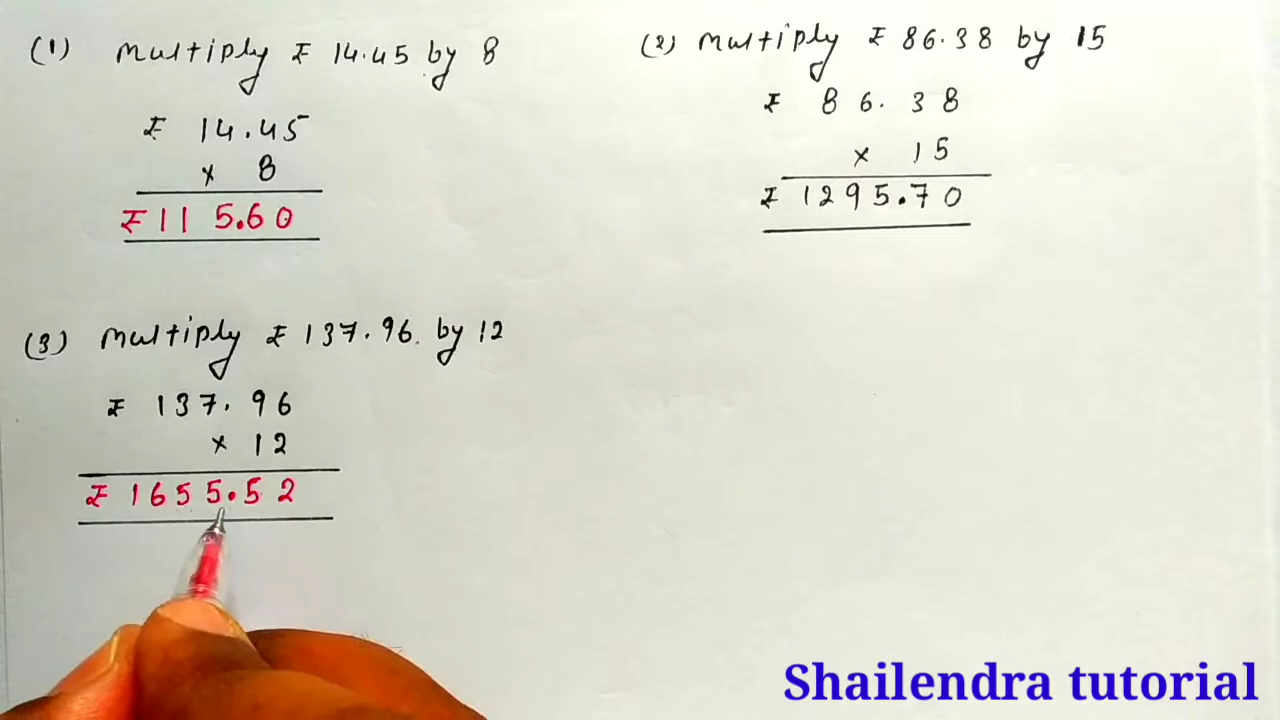 (1) Multiply ₹ 14.45 by 8
₹ 14.45
× 8
₹ 115.60
(2) Multiply ₹ 86.38 by 15
₹ 86.38
× 15
₹ 1295.70
(3) Multiply ₹ 137.96 by 12
₹ 137.96
× 12
₹ 1655.52
Shailendra tutorial